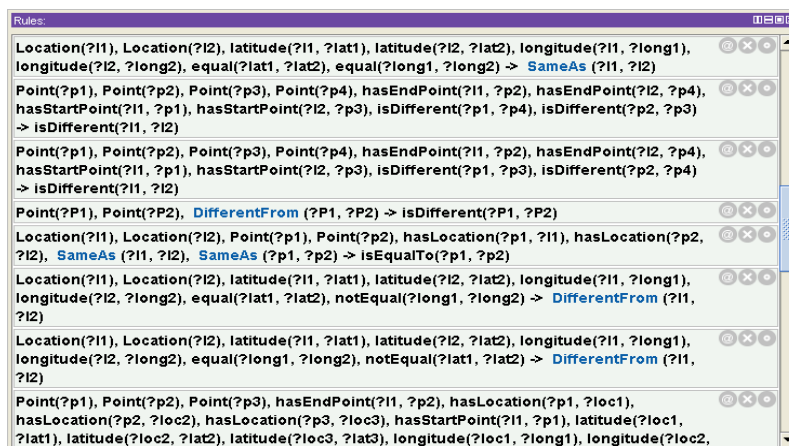 Rules:
Location(?l1), Location(?l2), latitude(?l1, ?lat1), latitude(?l2, ?lat2), longitude(?l1, ?long1),
longitude(?l2, ?long2), equal(?lat1, ?lat2), equal(?long1, ?long2) -> SameAs (?l1, ?l2)
Point(?p1), Point(?p2), Point(?p3), Point(?p4), hasEndPoint(?l1, ?p2), hasEndPoint(?l2, ?p4),
hasStartPoint(?l1, ?p1), hasStartPoint(?l2, ?p3), isDifferent(?p1, ?p4), isDifferent(?p2, ?p3)
-> isDifferent(?l1, ?l2)
Point(?p1), Point(?p2), Point(?p3), Point(?p4), hasEndPoint(?l1, ?p2), hasEndPoint(?l2, ?p4),
hasStartPoint(?l1, ?p1), hasStartPoint(?l2, ?p3), isDifferent(?p1, ?p3), isDifferent(?p2, ?p4)
-> isDifferent(?l1, ?l2)
Point(?P1), Point(?P2), DifferentFrom (?P1, ?P2) -> isDifferent(?P1, ?P2)
Location(?l1), Location(?l2), Point(?p1), Point(?p2), hasLocation(?p1, ?l1), hasLocation(?p2,
?l2), SameAs (?l1, ?l2), SameAs (?p1, ?p2) -> isEqualTo(?p1, ?p2)
Location(?l1), Location(?l2), latitude(?l1, ?lat1), latitude(?l2, ?lat2), longitude(?l1, ?long1),
longitude(?l2, ?long2), equal(?lat1, ?lat2), notEqual(?long1, ?long2) -> DifferentFrom (?l1,
?l2)
Location(?l1), Location(?l2), latitude(?l1, ?lat1), latitude(?l2, ?lat2), longitude(?l1, ?long1),
longitude(?l2, ?long2), equal(?long1, ?long2), notEqual(?lat1, ?lat2) -> DifferentFrom (?l1,
?l2)
Point(?p1), Point(?p2), Point(?p3), hasEndPoint(?l1, ?p2), hasLocation(?p1, ?loc1),
hasLocation(?p2, ?loc2), hasLocation(?p3, ?loc3), hasStartPoint(?l1, ?p1), latitude(?loc1,
?lat1), latitude(?loc2, ?lat2), latitude(?loc3, ?lat3), longitude(?loc1, ?long1), longitude(?loc2,